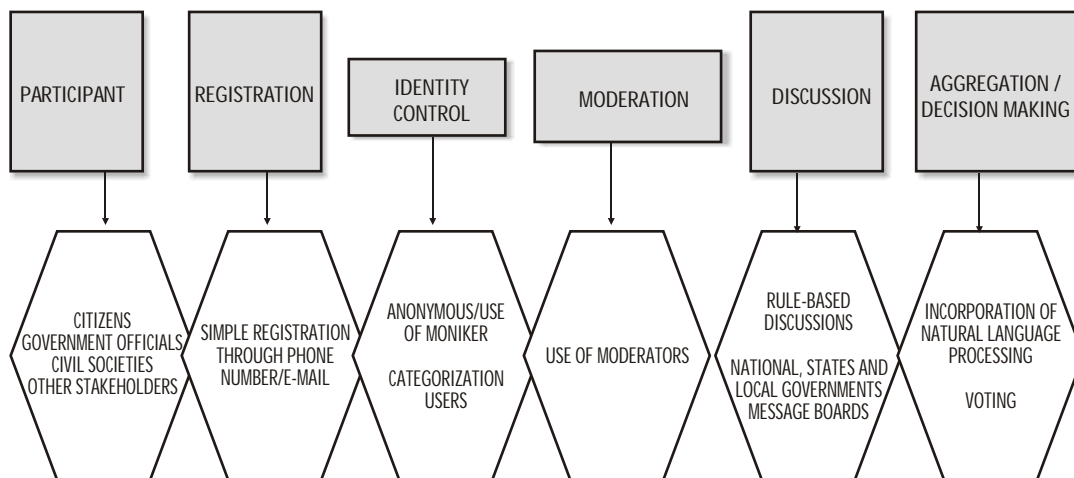 PARTICIPANT
REGISTRATION
IDENTITY
CONTROL
MODERATION
DISCUSSION
AGGREGATION /
DECISION MAKING
CITIZENS
GOVERNMENT OFFICIALS
CIVIL SOCIETIES
OTHER STAKEHOLDERS
SIMPLE REGISTRATION
THROUGH PHONE
NUMBER/E-MAIL
ANONYMOUS/USE
OF MONIKER
CATEGORIZATION
USERS
USE OF MODERATORS
RULE-BASED
DISCUSSIONS
NATIONAL, STATES AND
LOCAL GOVERNMENTS
MESSAGE BOARDS
INCORPORATION OF
NATURAL LANGUAGE
PROCESSING
VOTING